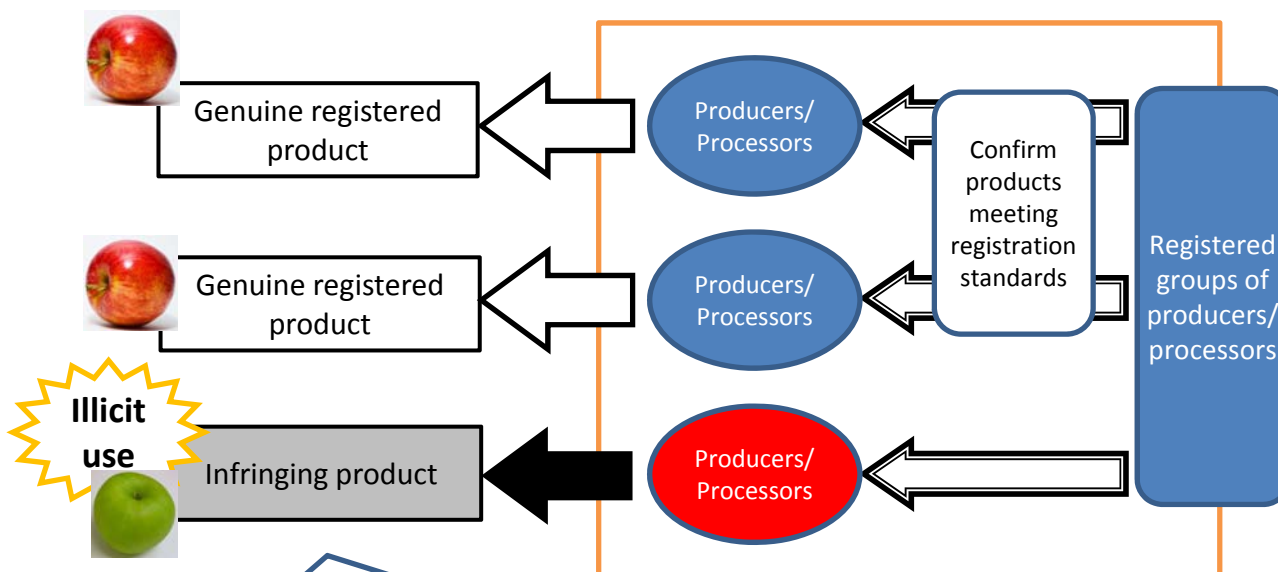 Genuine registered
product
Producers/
Processors
Confirm
products
meeting
registration
standards
Registered
groups of
producers/
processors
Genuine registered
product
Producers/
Processors
Illicit
use
Infringing product
Producers/
Processors